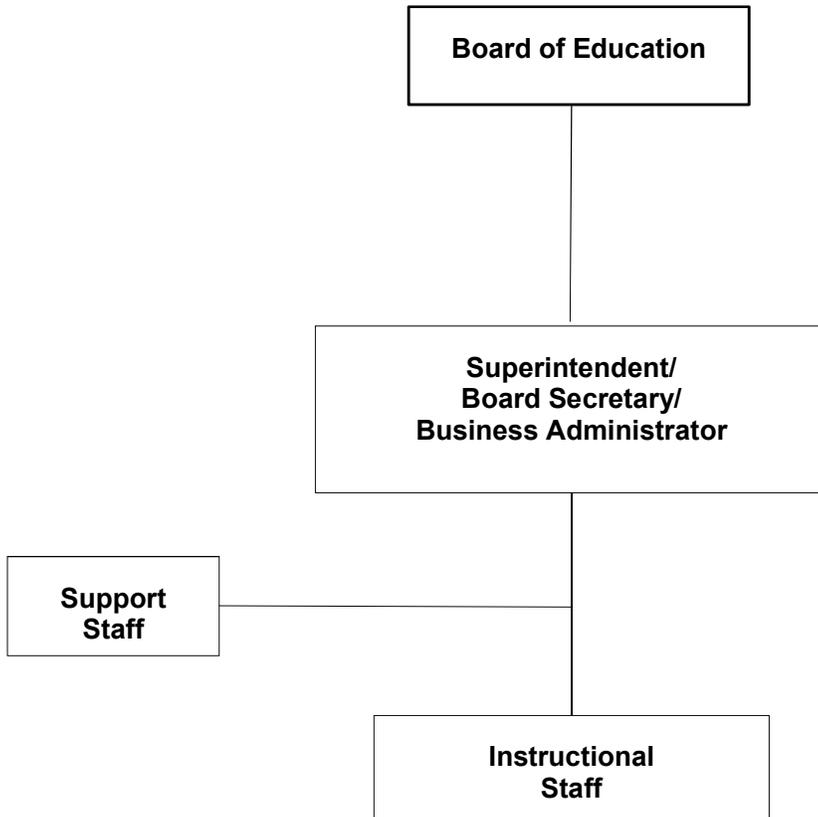 Board of Education
Superintendent/
Board Secretary/
Business Administrator
Support
Staff
Instructional
Staff